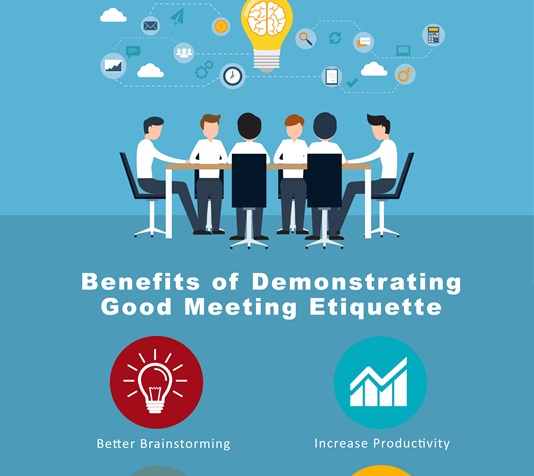 Benefits of Demonstrating
Good Meeting Etiquette
Better Brainstorming
Increase Productivity